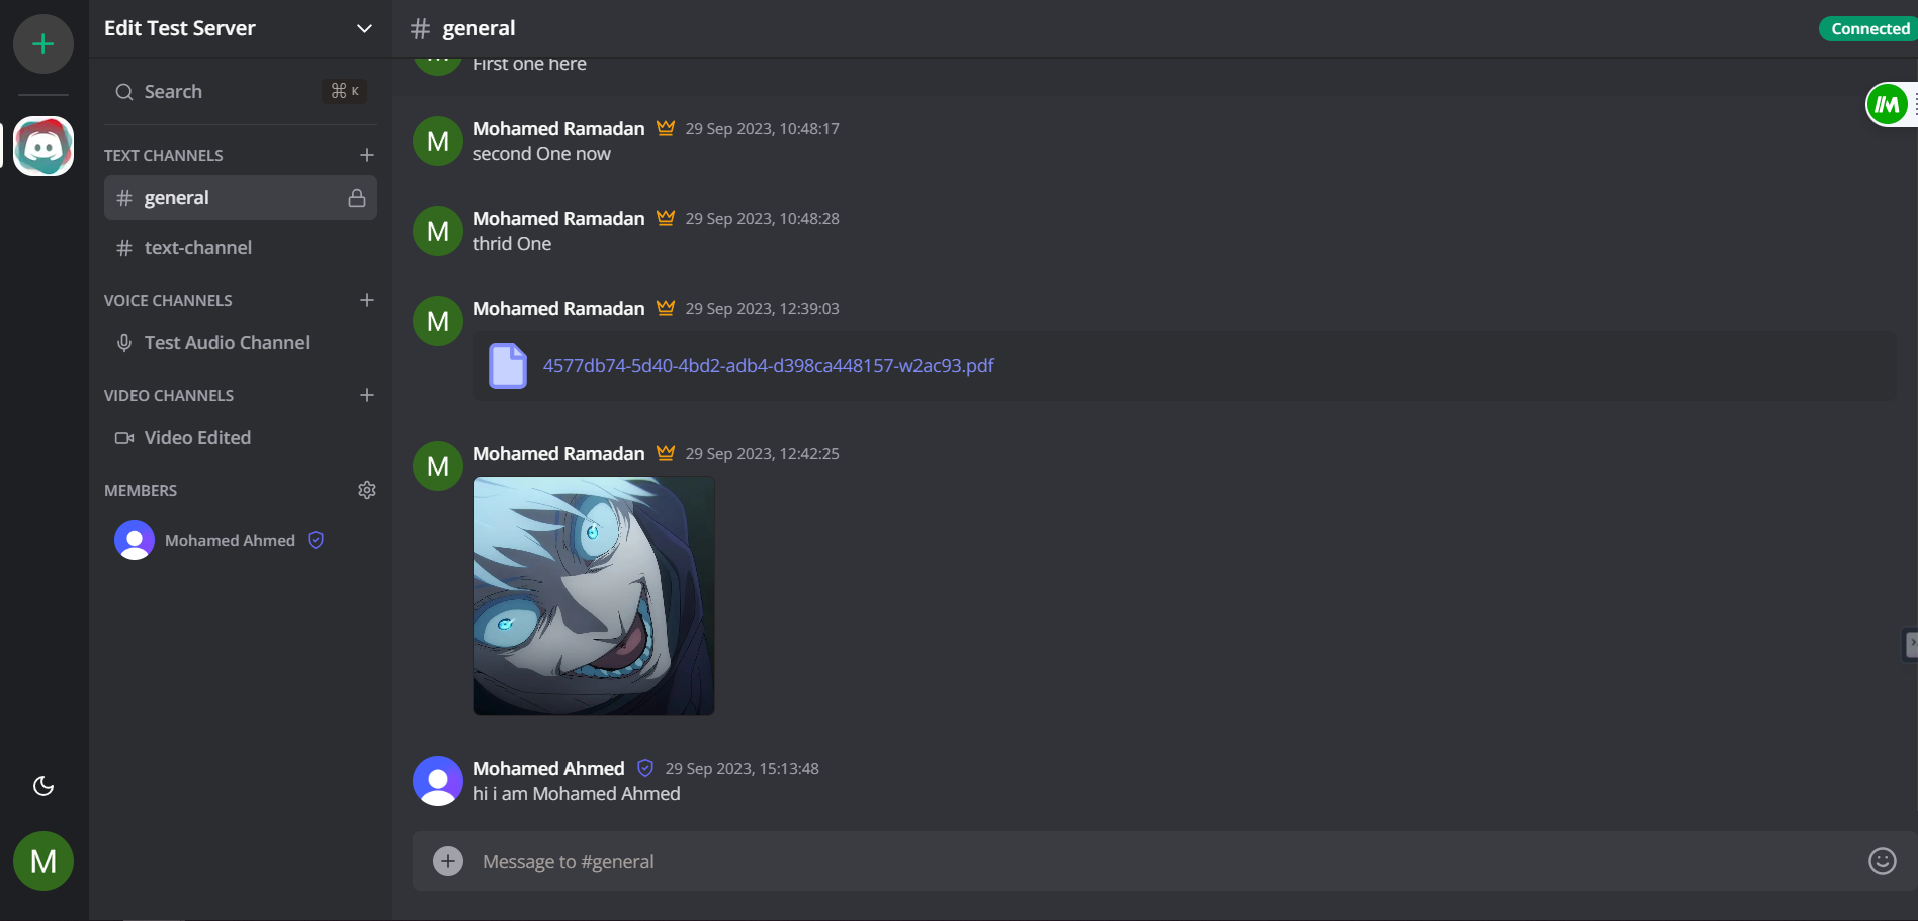 Edit Test Server
Search
⌘ K
TEXT CHANNELS
# general
# text-channel
VOICE CHANNELS
Test Audio Channel
VIDEO CHANNELS
Video Edited
MEMBERS
Mohamed Ahmed
M
# general
Connected
First one here
M
Mohamed Ramadan 29 Sep 2023, 10:48:17
second One now
M
Mohamed Ramadan 29 Sep 2023, 10:48:28
thrid One
M
Mohamed Ramadan 29 Sep 2023, 12:39:03
4577db74-5d40-4bd2-adb4-d398ca448157-w2ac93.pdf
M
Mohamed Ramadan 29 Sep 2023, 12:42:25
Mohamed Ahmed 29 Sep 2023, 15:13:48
hi i am Mohamed Ahmed
Message to #general